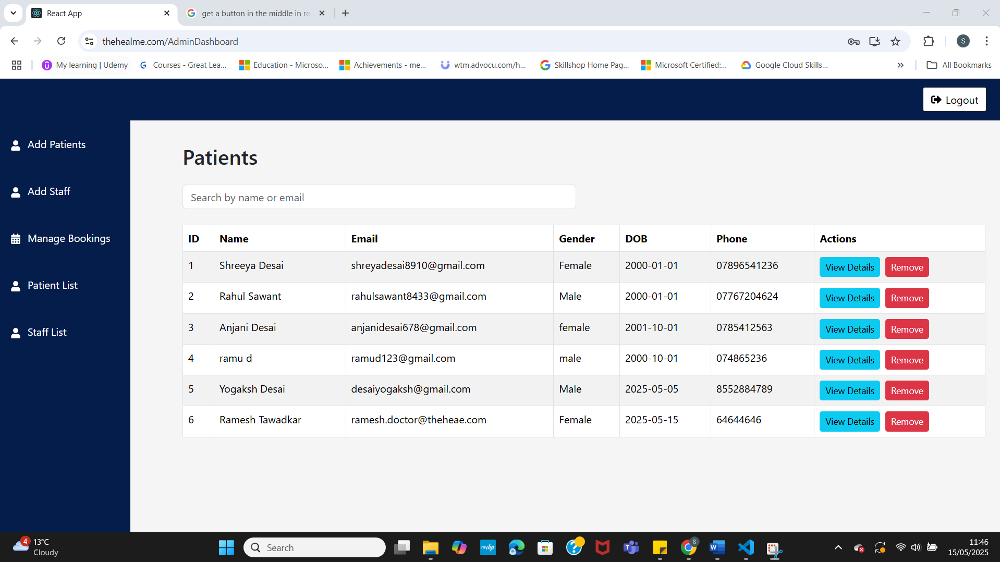 React App
get a button in the middle in re
thehealme.com/AdminDashboard
S
My learning | Udemy
Courses - Great Lea...
Education - Microso...
Achievements - me...
wtm.advocu.com/h...
Skillshop Home Pag...
Microsoft Certified:...
Google Cloud Skills...
All Bookmarks
Logout
Add Patients
Add Staff
Manage Bookings
Patient List
Staff List
Patients
Search by name or email
ID Name Email Gender DOB Phone Actions
1 Shreeya Desai shreyadesai8910@gmail.com Female 2000-01-01 07896541236 View Details Remove
2 Rahul Sawant rahulsawant8433@gmail.com Male 2000-01-01 07767204624 View Details Remove
3 Anjani Desai anjanidesai678@gmail.com female 2001-10-01 0785412563 View Details Remove
4 ramu d ramud123@gmail.com male 2000-10-01 074865236 View Details Remove
5 Yogaksh Desai desaiyogaksh@gmail.com Male 2025-05-05 8552884789 View Details Remove
6 Ramesh Tawadkar ramesh.doctor@theheae.com Female 2025-05-15 64644646 View Details Remove
4
13°C
Cloudy
Search
myhp
S
11:46
15/05/2025